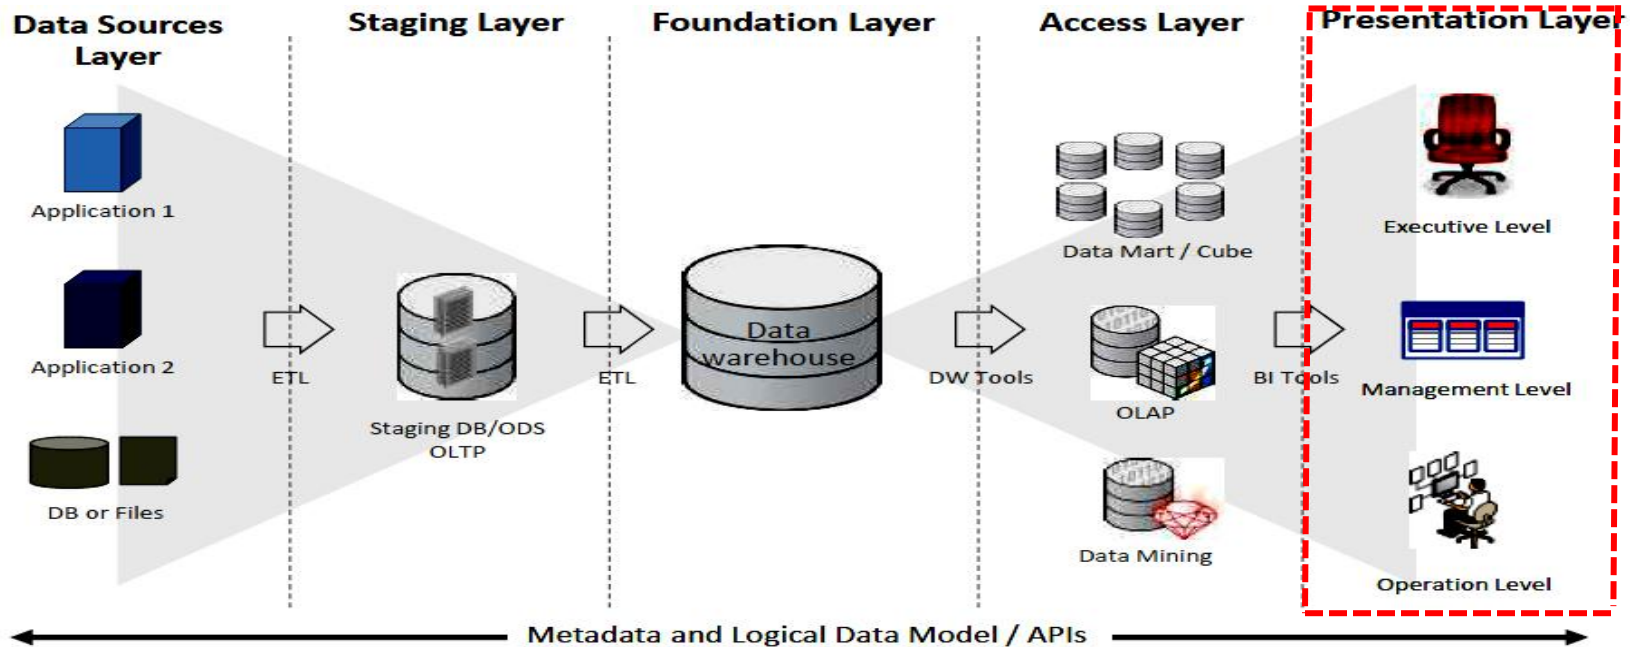 Data Sources
Layer
Staging Layer
Foundation Layer
Access Layer
Presentation Layer
Application 1
Application 2
DB or Files
ETL
Staging DB/ODS
OLTP
ETL
Data
warehouse
DW Tools
Data Mart / Cube
OLAP
Data Mining
BI Tools
Executive Level
Management Level
Operation Level
Metadata and Logical Data Model / APIs